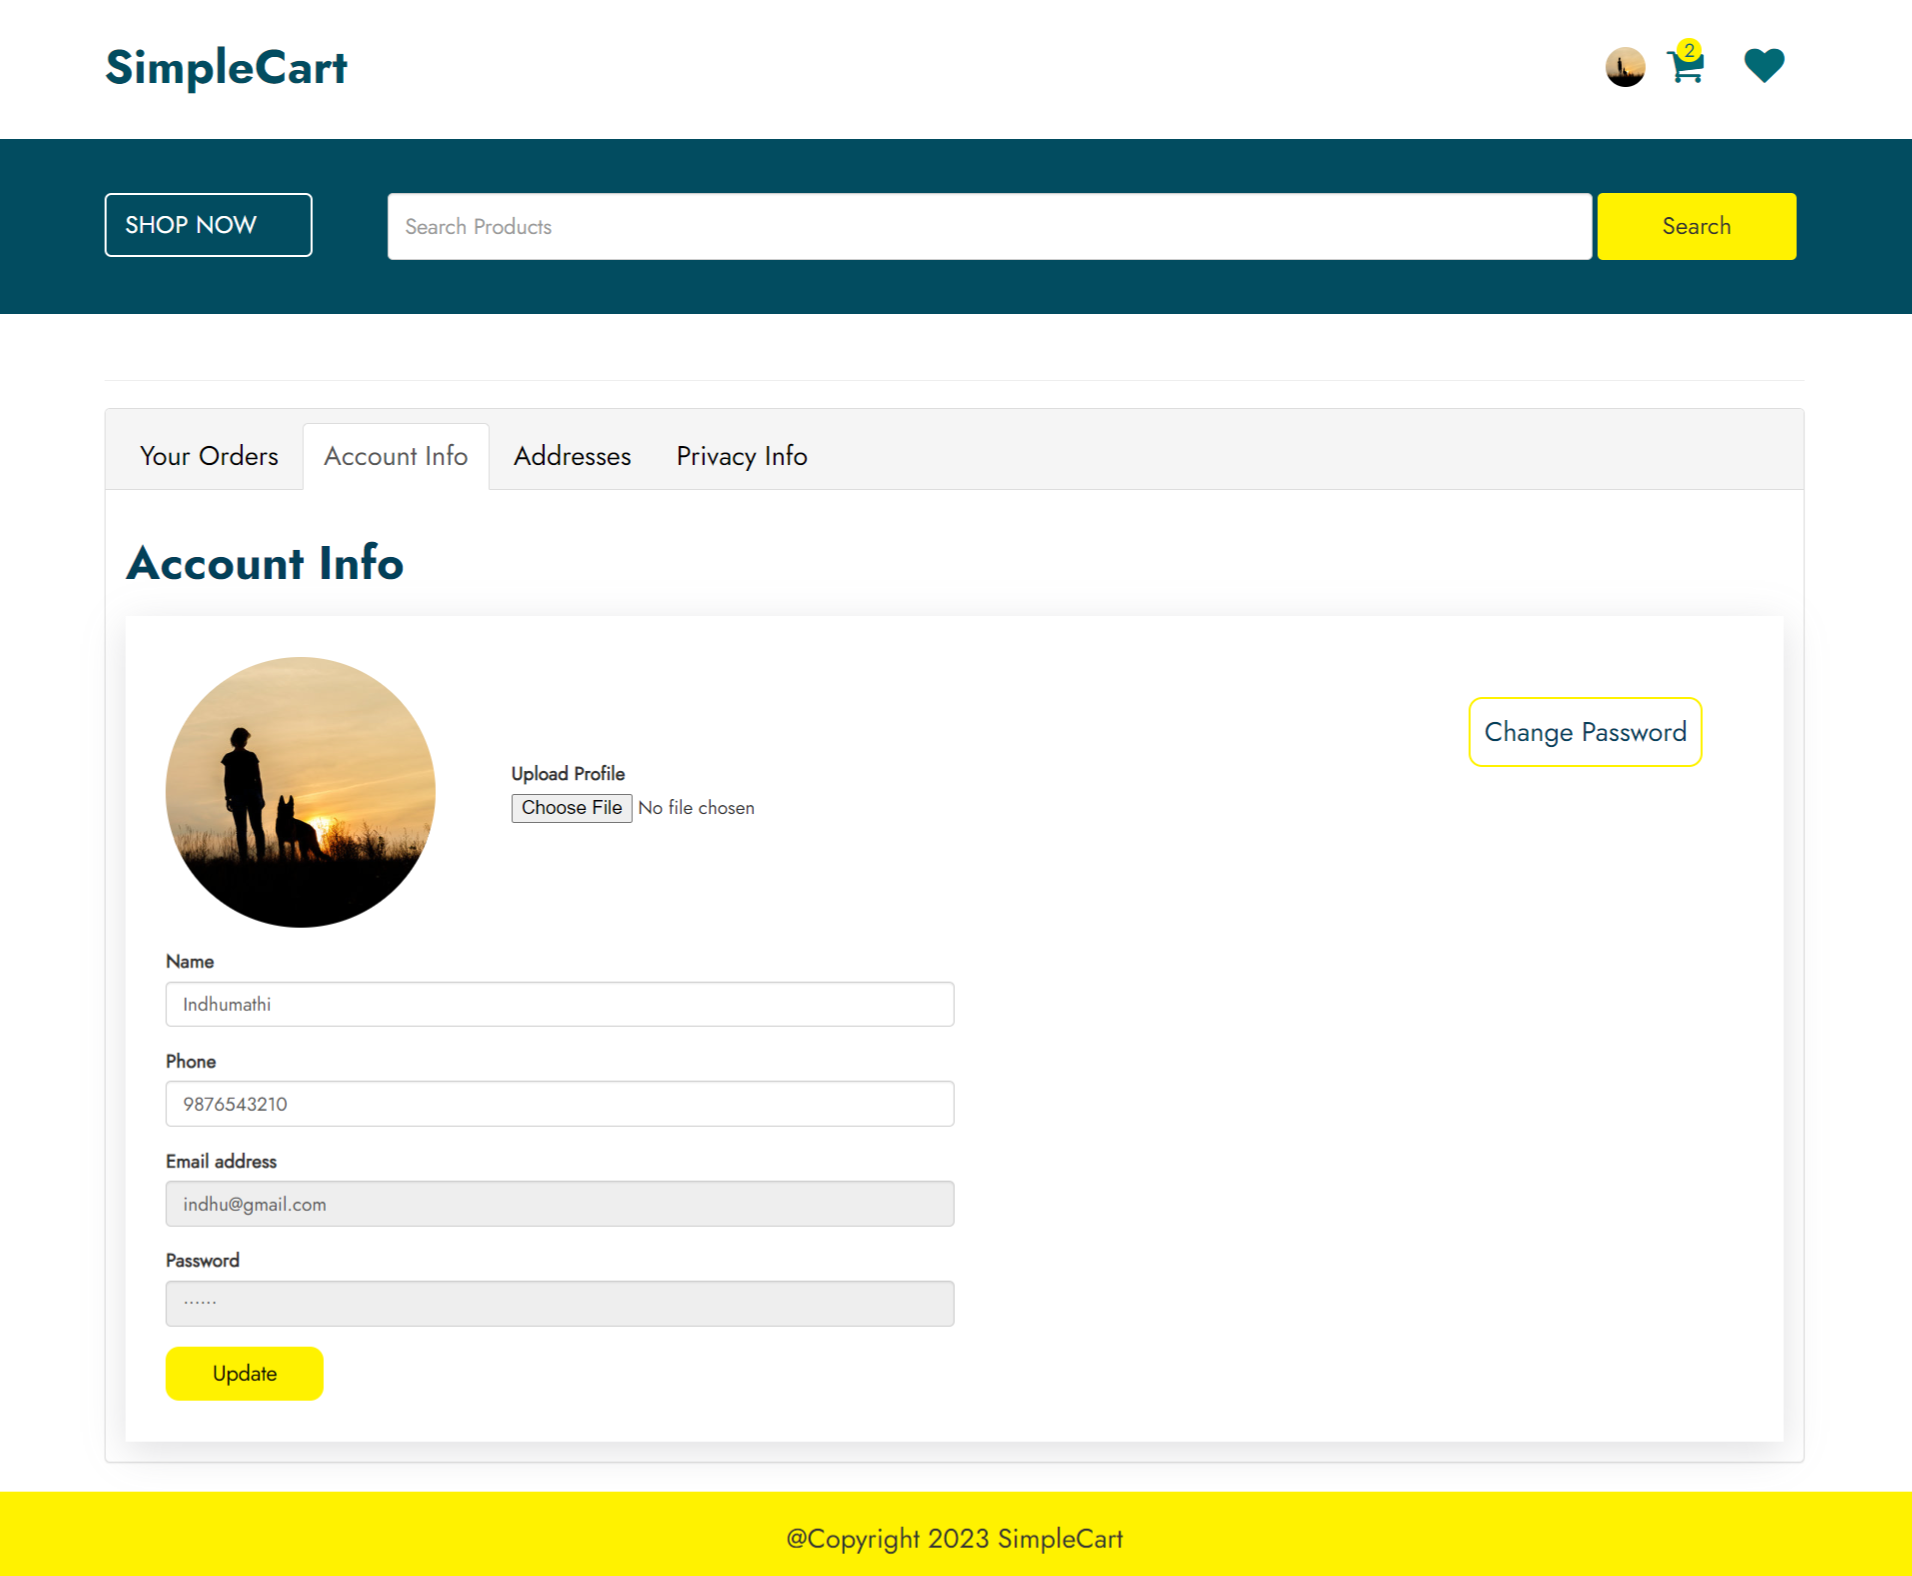 SimpleCart
2
SHOP NOW
Search Products
Search
Your Orders
Account Info
Addresses
Privacy Info
Account Info
Change Password
Upload Profile
Choose File No file chosen
Name
Indhumathi
Phone
9876543210
Email address
indhu@gmail.com
Password
······
Update
@Copyright 2023 SimpleCart